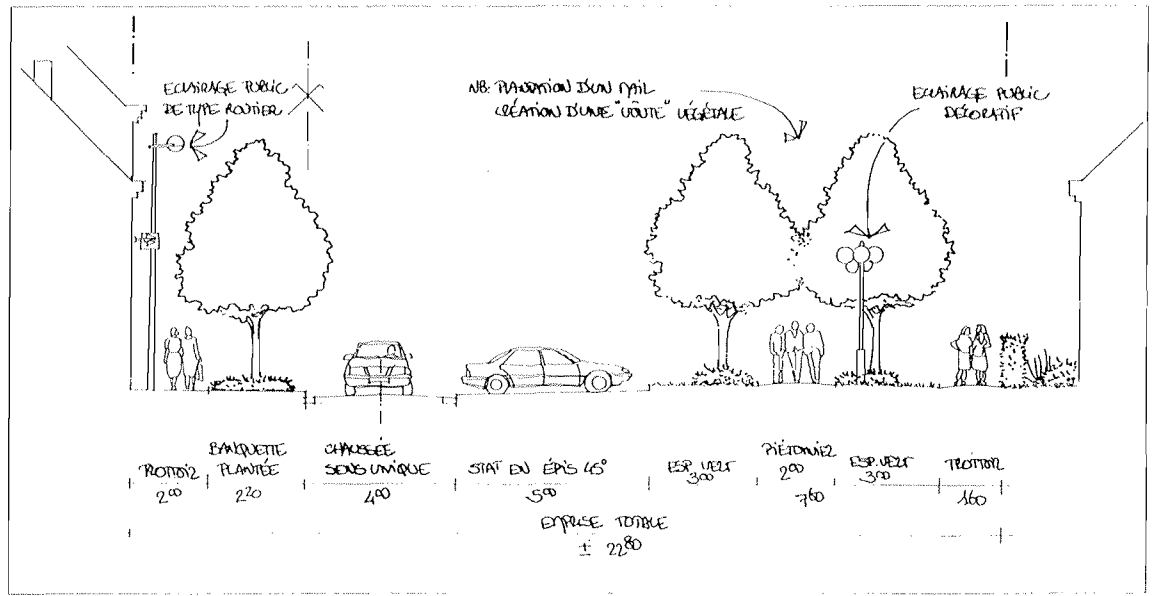 ECLAIRAGE PUBLIC
DE TYPE ROUTIER
NB: PLANTATION D'UN MAIL
CRÉATION D'UNE "VOÛTE" VÉGÉTALE
ECLAIRAGE PUBLIC
DÉCORATIF
TROTTOIR
2⁰⁰
BANQUETTE
PLANTÉE
2²⁰
CHAUSSÉE
SENS UNIQUE
4⁰⁰
STAT EN ÉPIS 45°
5⁰⁰
ESP. VERT
3⁰⁰
PIÉTONNIER
2⁰⁰
7⁶⁰
ESP. VERT
3⁰⁰
TROTTOIR
1⁶⁰
EMPRISE TOTALE
± 22⁸⁰